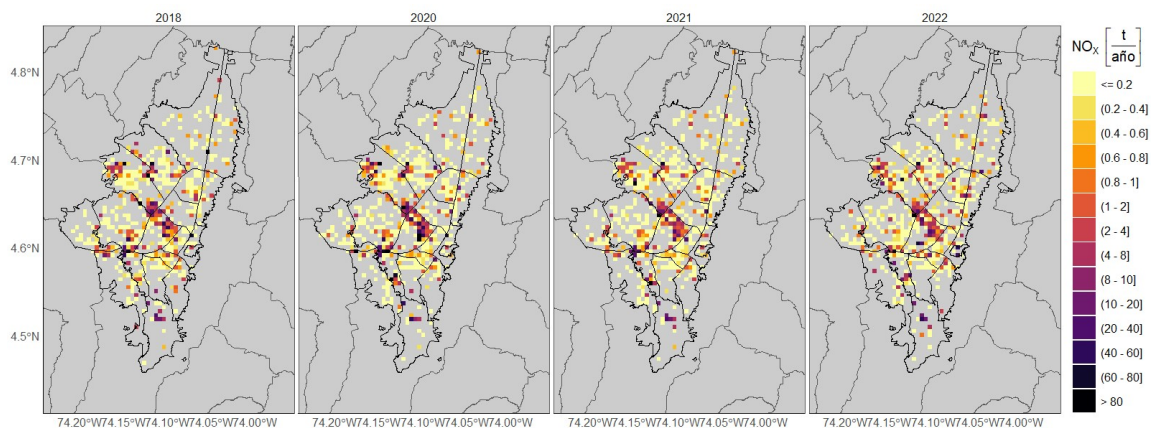 2018
2020
2021
2022
4.8°N
4.7°N
4.6°N
4.5°N
74.20°W74.15°W74.10°W74.05°W74.00°W
74.20°W74.15°W74.10°W74.05°W74.00°W
74.20°W74.15°W74.10°W74.05°W74.00°W
74.20°W74.15°W74.10°W74.05°W74.00°W
NOX [t/año]
<= 0.2
(0.2 - 0.4]
(0.4 - 0.6]
(0.6 - 0.8]
(0.8 - 1]
(1 - 2]
(2 - 4]
(4 - 8]
(8 - 10]
(10 - 20]
(20 - 40]
(40 - 60]
(60 - 80]
> 80